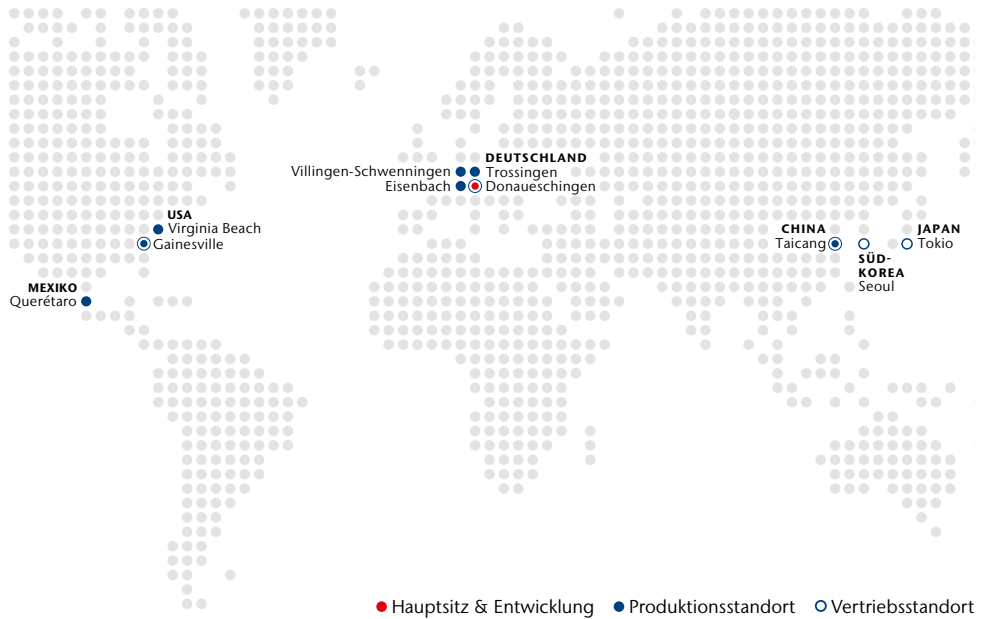 DEUTSCHLAND
Villingen-Schwenningen Trossingen
Eisenbach Donaueschingen
USA
Virginia Beach
Gainesville
MEXIKO
Querétaro
CHINA
Taicang
SÜD-
KOREA
Seoul
JAPAN
Tokio
Hauptsitz & Entwicklung Produktionsstandort Vertriebsstandort